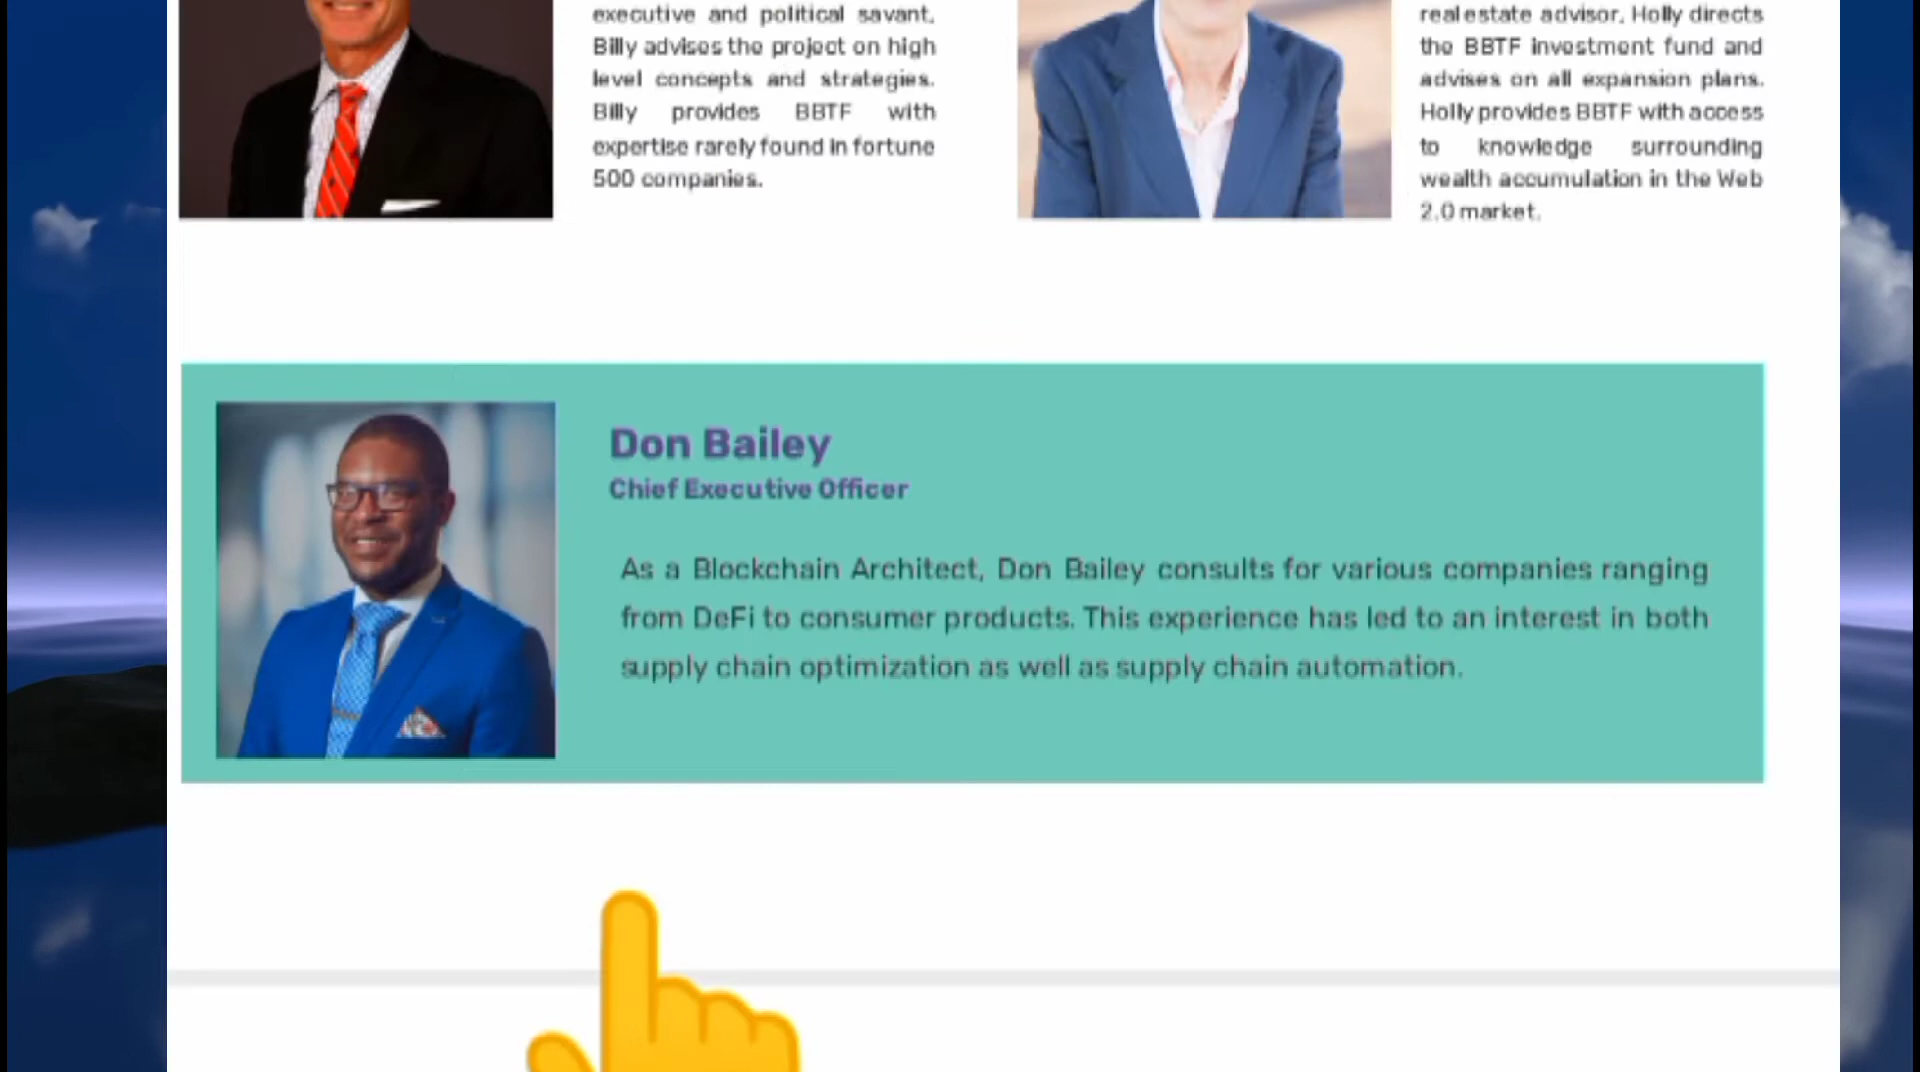 executive and political savant.
Billy advises the project on high
level concepts and strategies.
Billy provides BBTF with
expertise rarely found in fortune
500 companies.
real estate advisor, Holly directs
the BBTF investment fund and
advises on all expansion plans.
Holly provides BBTF with access
to knowledge surrounding
wealth accumulation in the Web
2.0 market.
Don Bailey
Chief Executive Officer
As a Blockchain Architect, Don Bailey consults for various companies ranging
from DeFi to consumer products. This experience has led to an interest in both
supply chain optimization as well as supply chain automation.